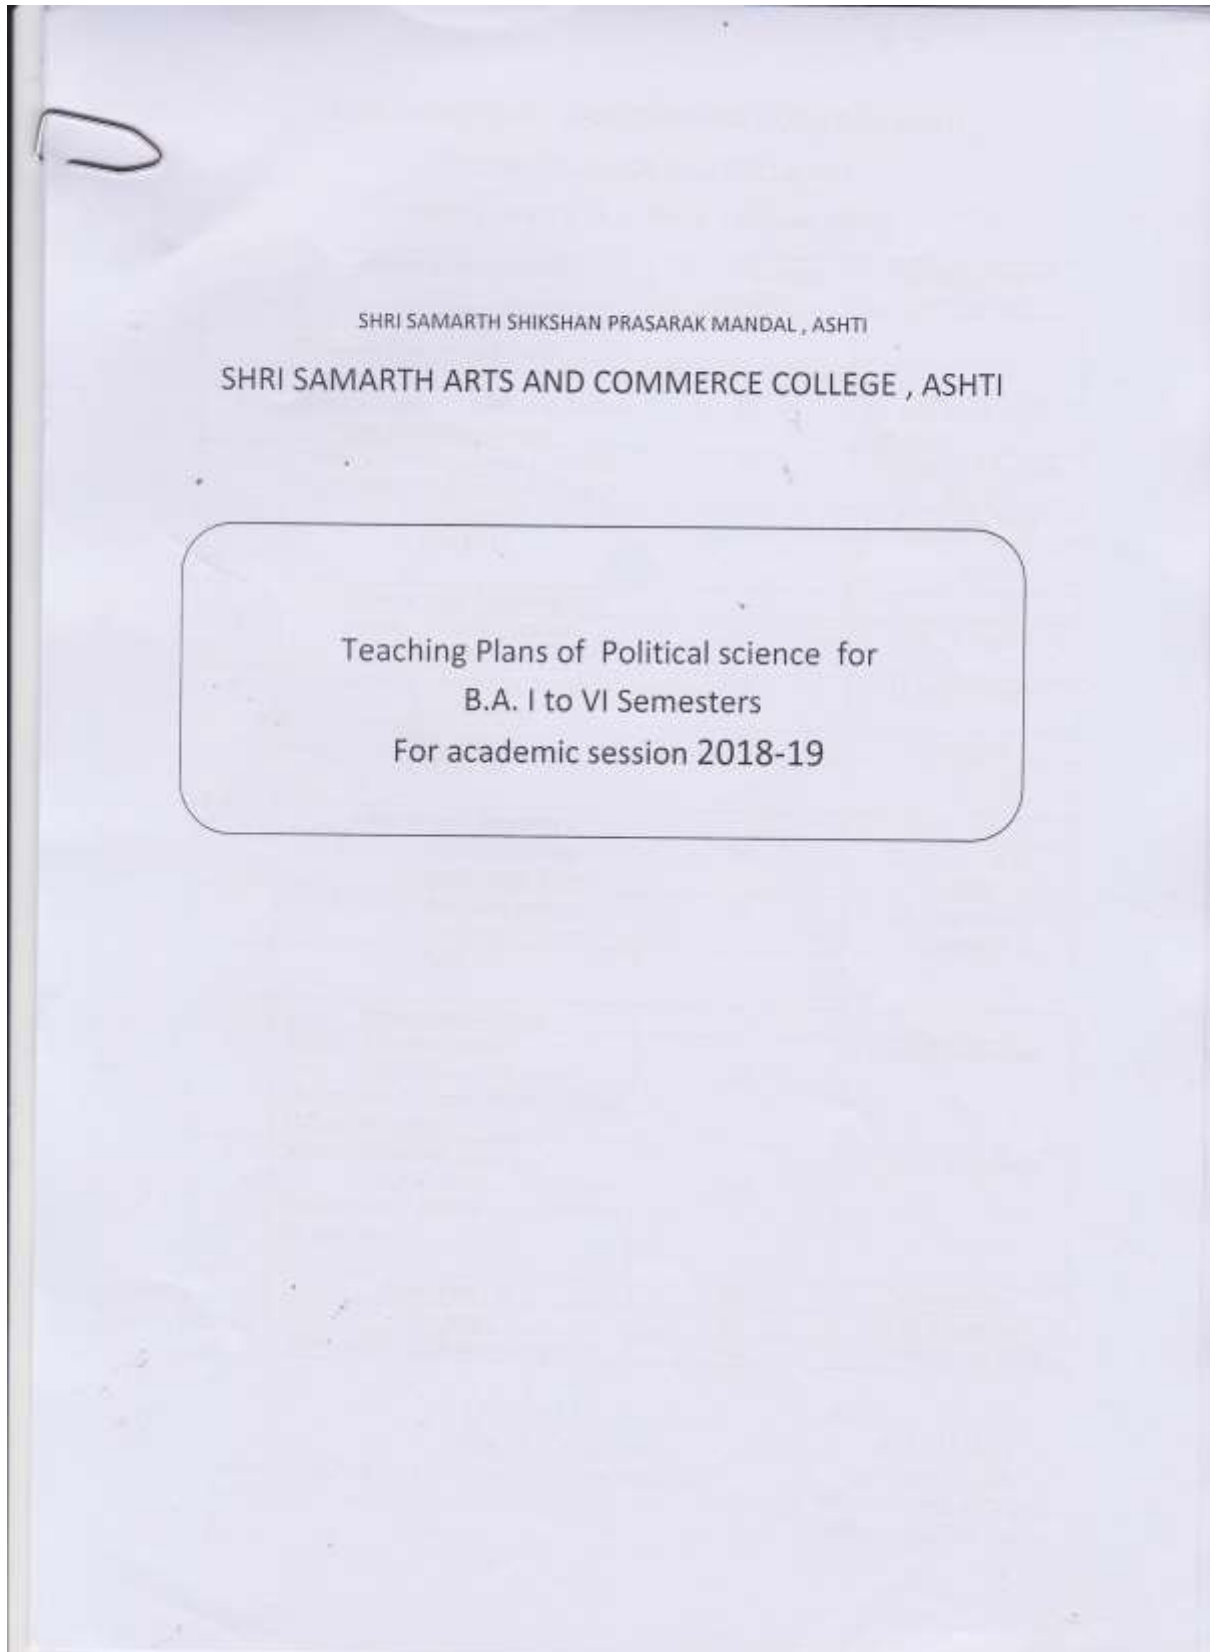 SHRI SAMARTH SHIKSHAN PRASARAK MANDAL , ASHTI
SHRI SAMARTH ARTS AND COMMERCE COLLEGE , ASHTI
Teaching Plans of Political science for
B.A. I to VI Semesters
For academic session 2018-19